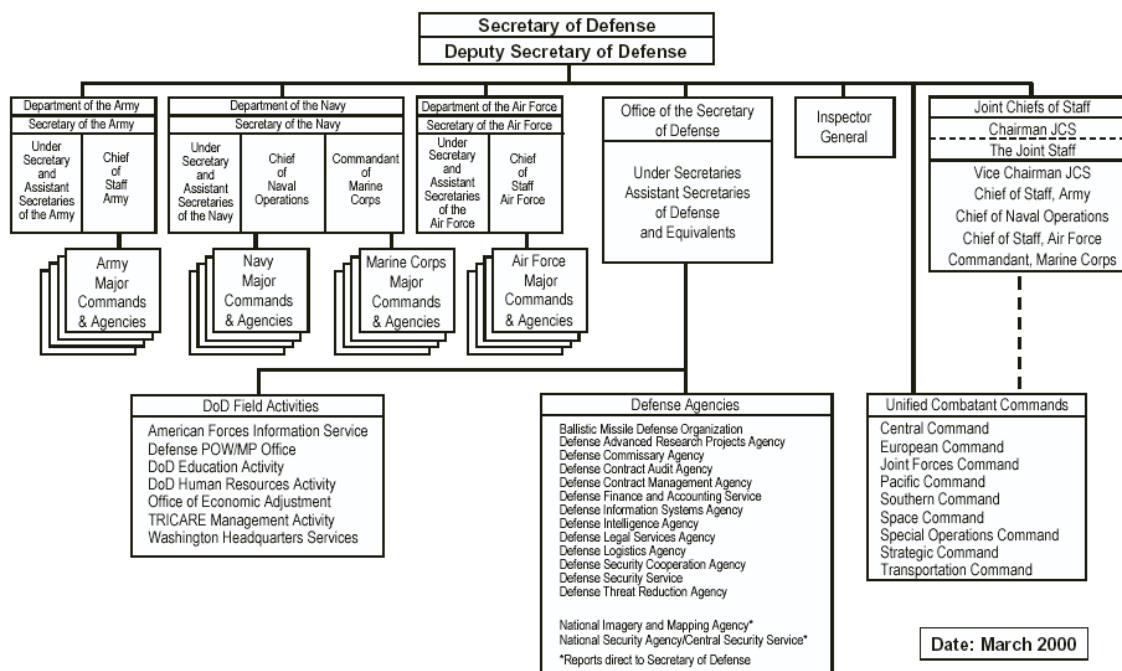 Secretary of Defense
Deputy Secretary of Defense
Department of the Army
Secretary of the Army
Under
Secretary
and
Assistant
Secretaries
of the Army
Chief
of
Staff
Army
Department of the Navy
Secretary of the Navy
Under
Secretary
and
Assistant
Secretaries
of the Navy
Chief
of
Naval
Operations
Commandant
of
Marine
Corps
Department of the Air Force
Secretary of the Air Force
Under
Secretary
and
Assistant
Secretaries
of the
Air Force
Chief
of
Staff
Air Force
Office of the Secretary
of Defense
Under Secretaries
Assistant Secretaries
of Defense
and Equivalents
Inspector
General
Joint Chiefs of Staff
Chairman JCS
The Joint Staff
Vice Chairman JCS
Chief of Staff, Army
Chief of Naval Operations
Chief of Staff, Air Force
Commandant, Marine Corps
Army
Major
Commands
& Agencies
Navy
Major
Commands
& Agencies
Marine Corps
Major
Commands
& Agencies
Air Force
Major
Commands
& Agencies
DoD Field Activities
American Forces Information Service
Defense POW/MP Office
DoD Education Activity
DoD Human Resources Activity
Office of Economic Adjustment
TRICARE Management Activity
Washington Headquarters Services
Defense Agencies
Ballistic Missile Defense Organization
Defense Advanced Research Projects Agency
Defense Commissary Agency
Defense Contract Audit Agency
Defense Contract Management Agency
Defense Finance and Accounting Service
Defense Information Systems Agency
Defense Intelligence Agency
Defense Legal Services Agency
Defense Logistics Agency
Defense Security Cooperation Agency
Defense Security Service
Defense Threat Reduction Agency
National Imagery and Mapping Agency*
National Security Agency/Central Security Service*
*Reports direct to Secretary of Defense
Unified Combatant Commands
Central Command
European Command
Joint Forces Command
Pacific Command
Southern Command
Space Command
Special Operations Command
Strategic Command
Transportation Command
Date: March 2000